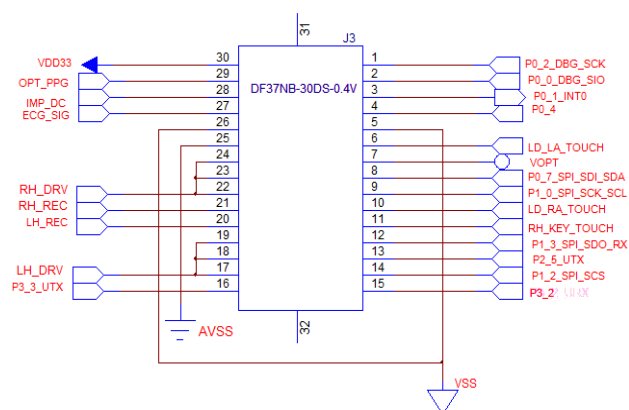 31
J3
VDD33
30
1
P0_2_DBG_SCK
OPT_PPG
29
DF37NB-30DS-0.4V
2
P0_0_DBG_SIO
28
3
P0_1_INT0
IMP_DC
27
4
P0_4
ECG_SIG
26
5
25
6
LD_LA_TOUCH
24
7
VOPT
23
8
P0_7_SPI_SDI_SDA
RH_DRV
22
9
P1_0_SPI_SCK_SCL
RH_REC
21
10
LD_RA_TOUCH
LH_REC
20
11
RH_KEY_TOUCH
19
12
P1_3_SPI_SDO_RX
18
13
P2_5_UTX
LH_DRV
17
14
P1_2_SPI_SCS
P3_3_UTX
16
15
P3_2
AVSS
32
VSS